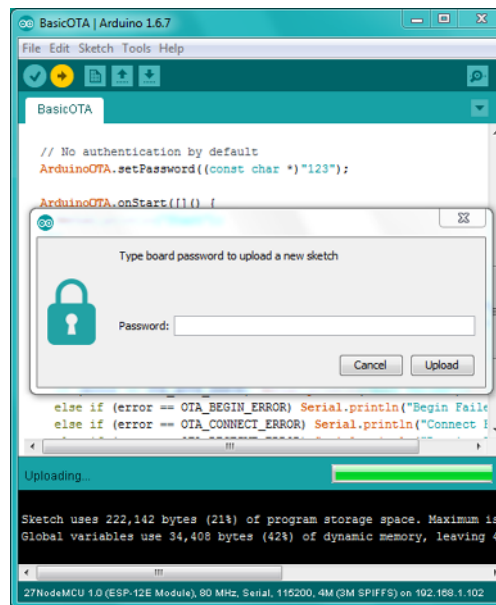 BasicOTA | Arduino 1.6.7
File Edit Sketch Tools Help
BasicOTA
// No authentication by default
ArduinoOTA.setPassword((const char *)"123");
ArduinoOTA.onStart([]() {
Type board password to upload a new sketch
Password:
Cancel Upload
else if (error == OTA_BEGIN_ERROR) Serial.println("Begin Faile
else if (error == OTA_CONNECT_ERROR) Serial.println("Connect F
Uploading...
Sketch uses 222,142 bytes (21%) of program storage space. Maximum is
Global variables use 34,408 bytes (42%) of dynamic memory, leaving 4
27NodeMCU 1.0 (ESP-12E Module), 80 MHz, Serial, 115200, 4M (3M SPIFFS) on 192.168.1.102